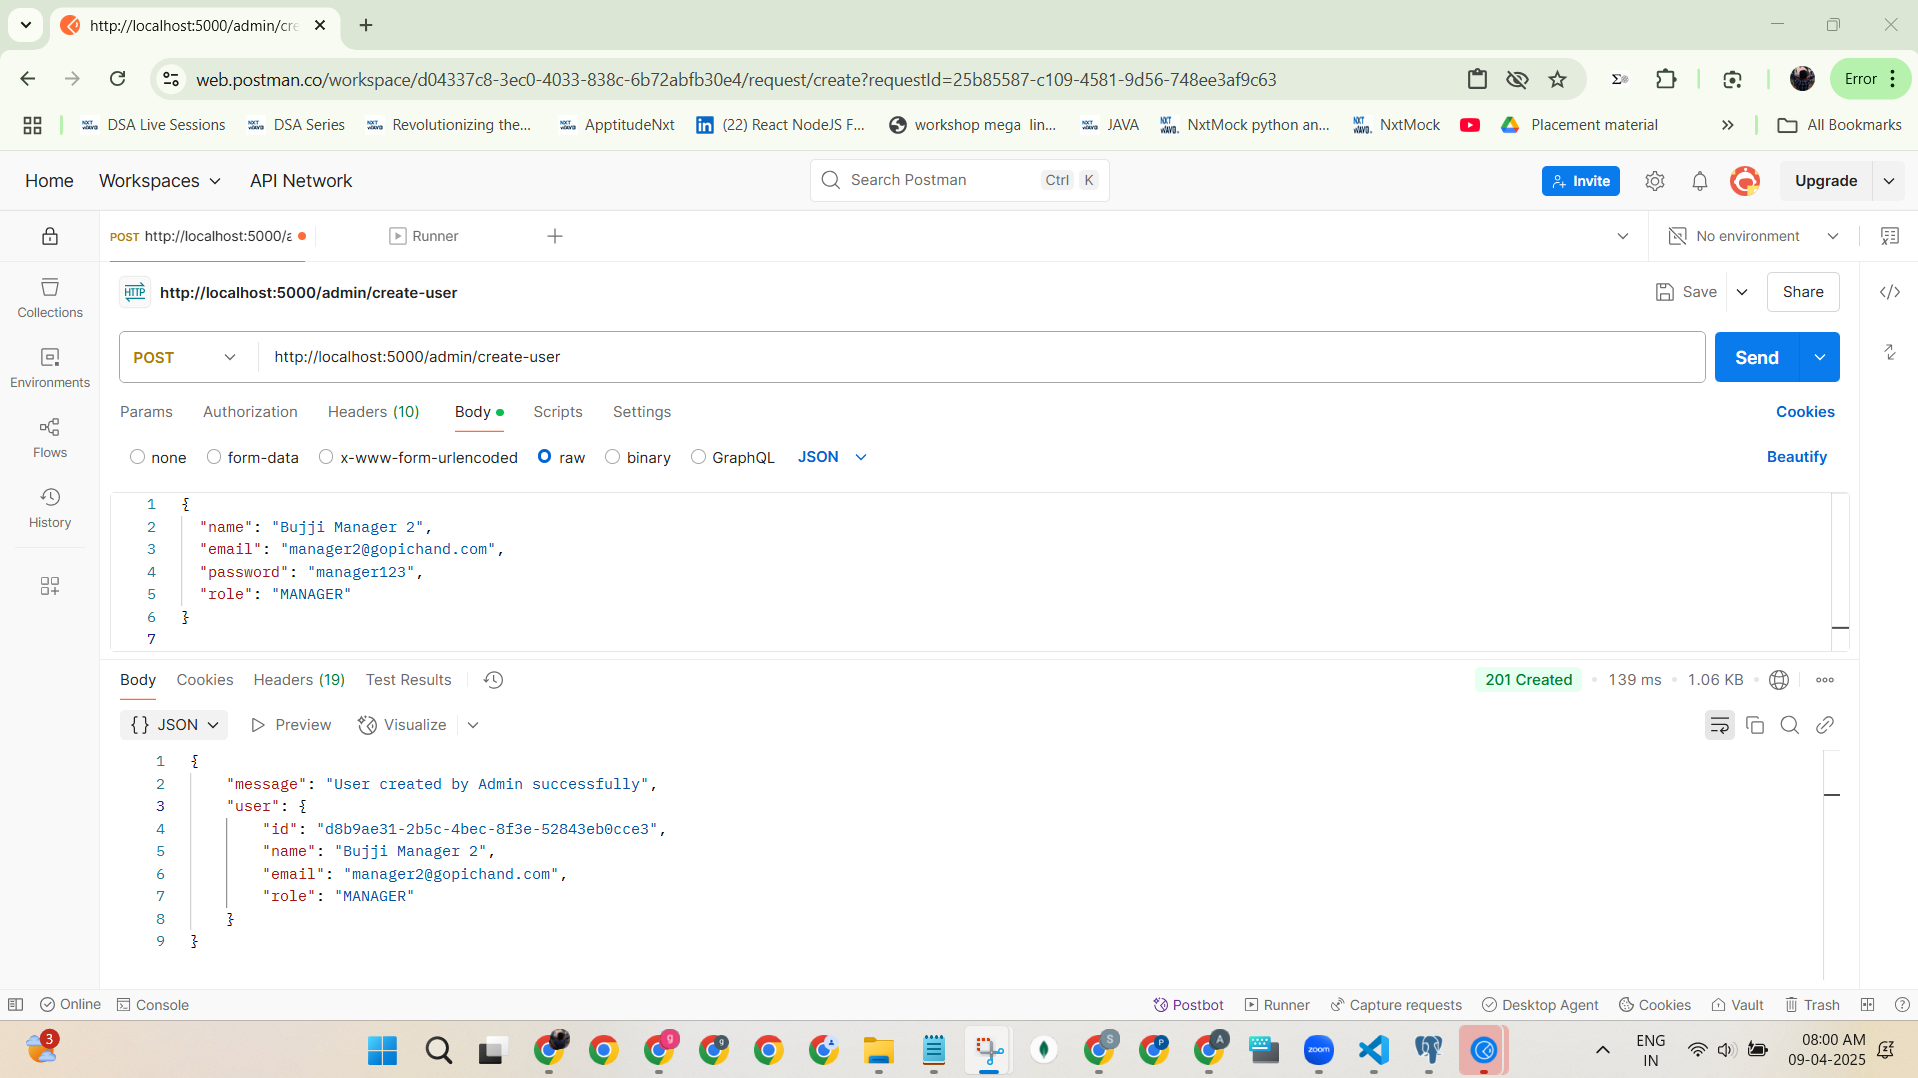 http://localhost:5000/admin/cre
web.postman.co/workspace/d04337c8-3ec0-4033-838c-6b72abfb30e4/request/create?requestId=25b85587-c109-4581-9d56-748ee3af9c63
Error
DSA Live Sessions
DSA Series
Revolutionizing the...
ApptitudeNxt
(22) React NodeJS F...
workshop mega lin...
JAVA
NxtMock python an...
NxtMock
Placement material
All Bookmarks
Home
Workspaces
API Network
Search Postman
Ctrl K
Invite
Upgrade
POST http://localhost:5000/a
Runner
No environment
HTTP http://localhost:5000/admin/create-user
Save
Share
Collections
Environments
Flows
History
POST
http://localhost:5000/admin/create-user
Send
Params Authorization Headers (10) Body Scripts Settings
Cookies
none form-data x-www-form-urlencoded raw binary GraphQL JSON
Beautify
1 {
2 "name": "Bujji Manager 2",
3 "email": "manager2@gopichand.com",
4 "password": "manager123",
5 "role": "MANAGER"
6 }
7
Body Cookies Headers (19) Test Results
201 Created 139 ms 1.06 KB
{} JSON Preview Visualize
1 {
2 "message": "User created by Admin successfully",
3 "user": {
4 "id": "d8b9ae31-2b5c-4bec-8f3e-52843eb0cce3",
5 "name": "Bujji Manager 2",
6 "email": "manager2@gopichand.com",
7 "role": "MANAGER"
8 }
9 }
Online Console
Postbot Runner Capture requests Desktop Agent Cookies Vault Trash
3
g
g
S
P
A
zoom
ENG
IN
08:00 AM
09-04-2025